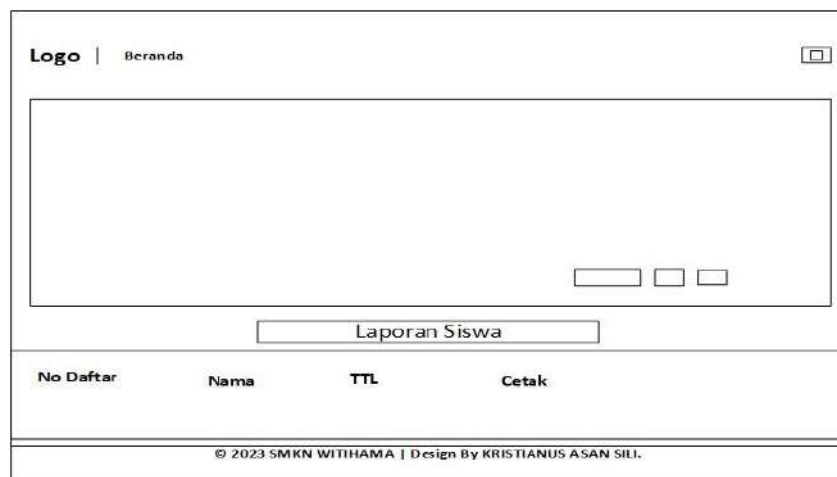 Logo | Beranda
Laporan Siswa
No Daftar Nama TTL Cetak
© 2023 SMKN WITIHAMA | Design By KRISTIANUS ASAN SILI.